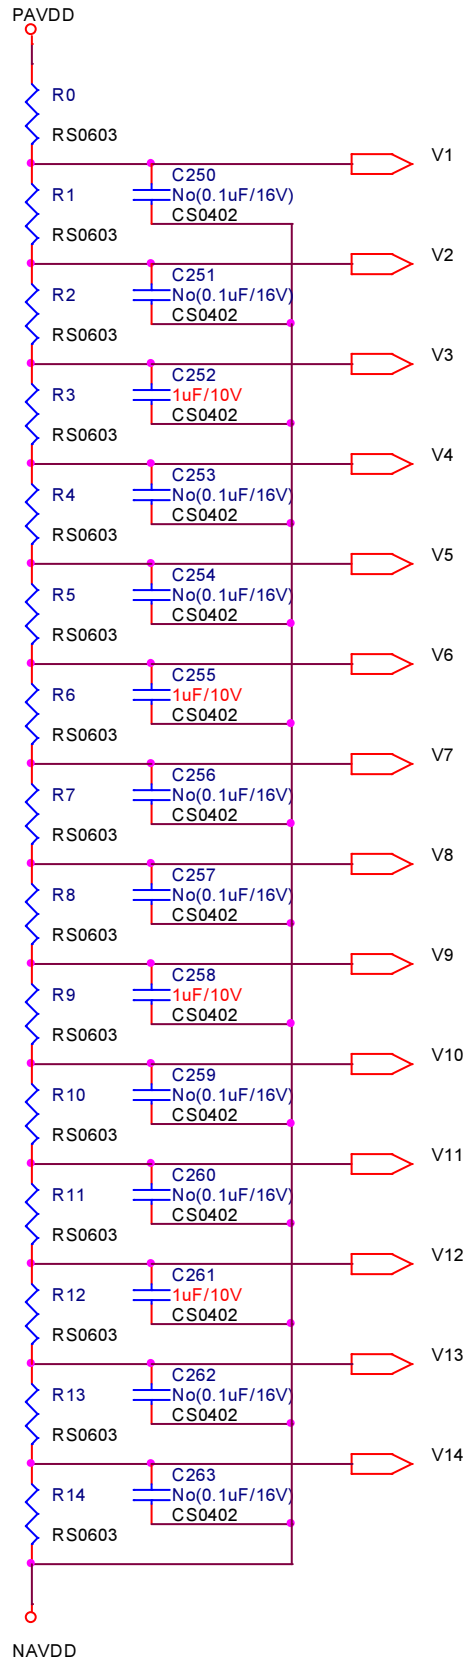 PAVDD
R0
RS0603
V1
C250
R1
No(0.1uF/16V)
CS0402
RS0603
V2
C251
R2
No(0.1uF/16V)
CS0402
RS0603
V3
C252
R3
1uF/10V
CS0402
RS0603
V4
C253
R4
No(0.1uF/16V)
CS0402
RS0603
V5
C254
R5
No(0.1uF/16V)
CS0402
RS0603
V6
C255
R6
1uF/10V
CS0402
RS0603
V7
C256
R7
No(0.1uF/16V)
CS0402
RS0603
V8
C257
R8
No(0.1uF/16V)
CS0402
RS0603
V9
C258
R9
1uF/10V
CS0402
RS0603
V10
C259
R10
No(0.1uF/16V)
CS0402
RS0603
V11
C260
R11
No(0.1uF/16V)
CS0402
RS0603
V12
C261
R12
1uF/10V
CS0402
RS0603
V13
C262
R13
No(0.1uF/16V)
CS0402
RS0603
V14
C263
R14
No(0.1uF/16V)
CS0402
RS0603
NAVDD